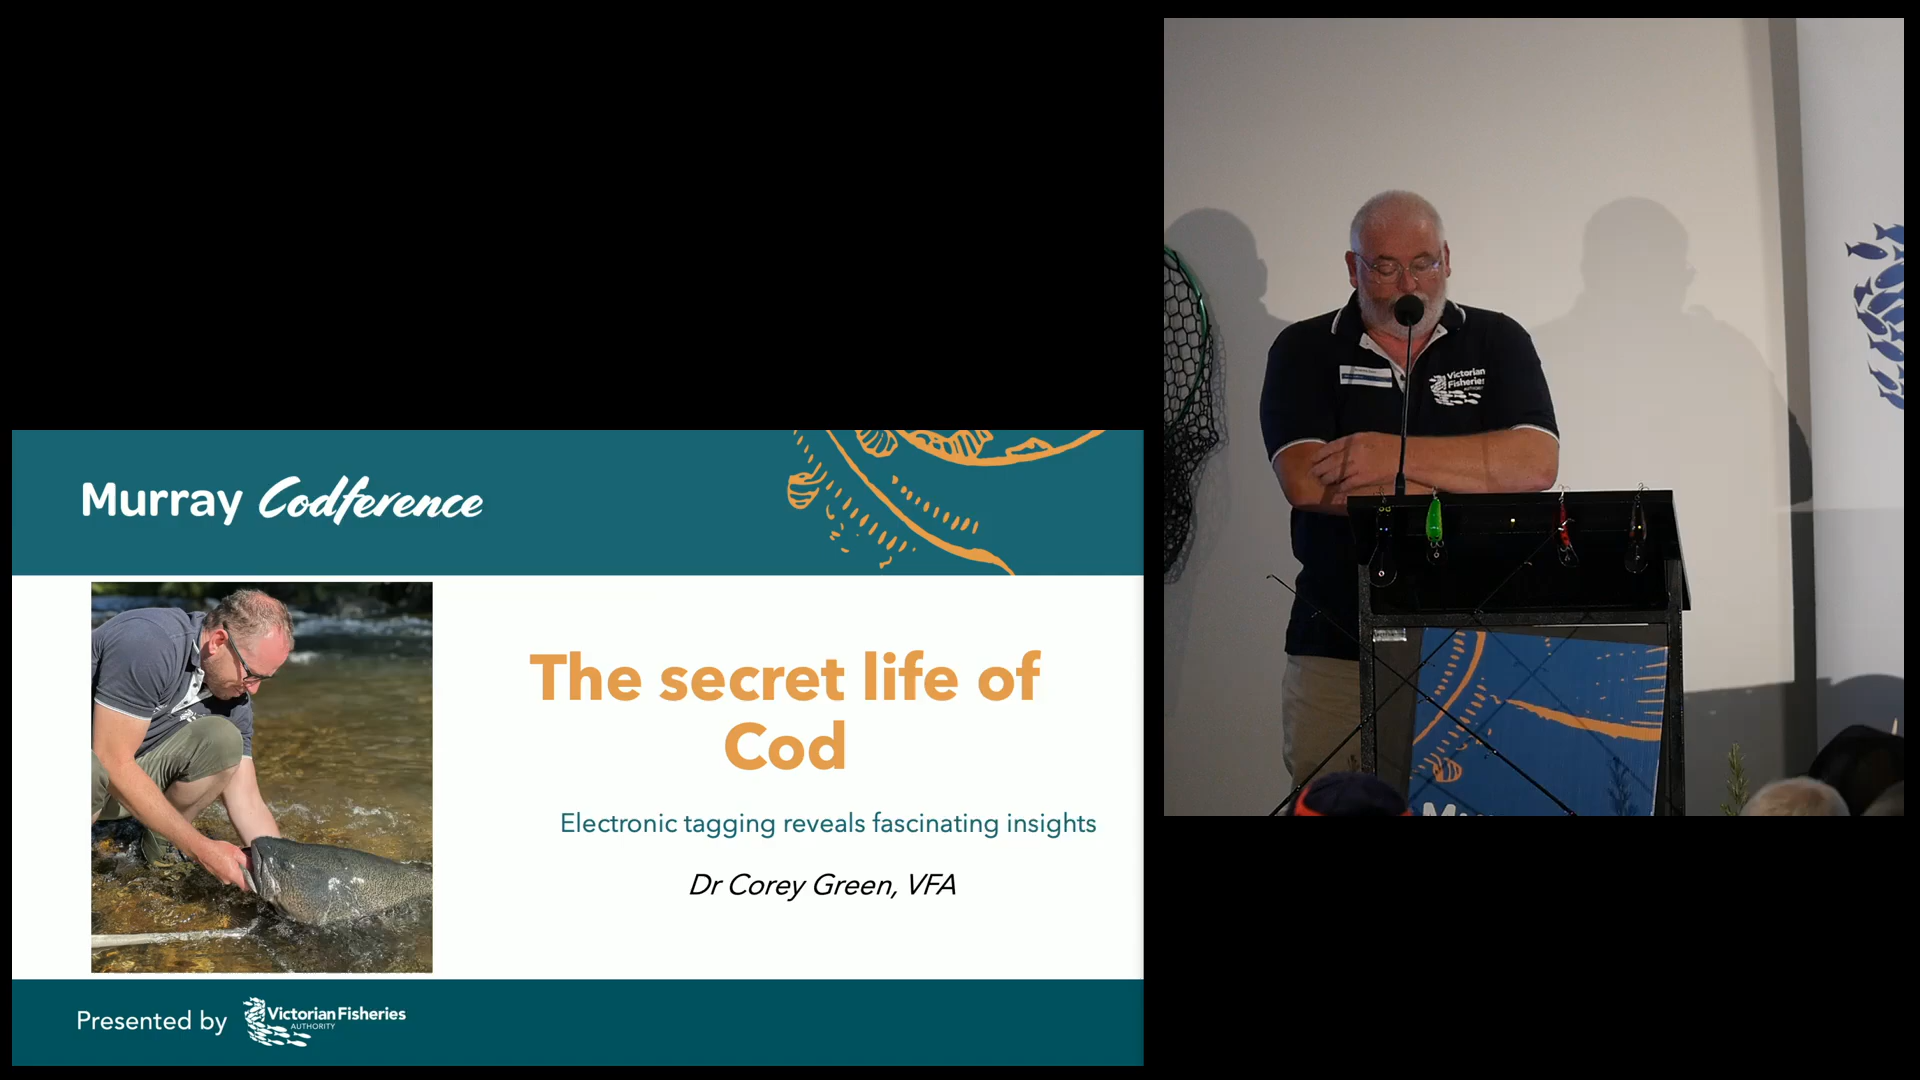 Murray Codference
The secret life of
Cod
Electronic tagging reveals fascinating insights
Dr Corey Green, VFA
Presented by
Victorian Fisheries
AUTHORITY
Victorian
Fisheries
AUTHORITY